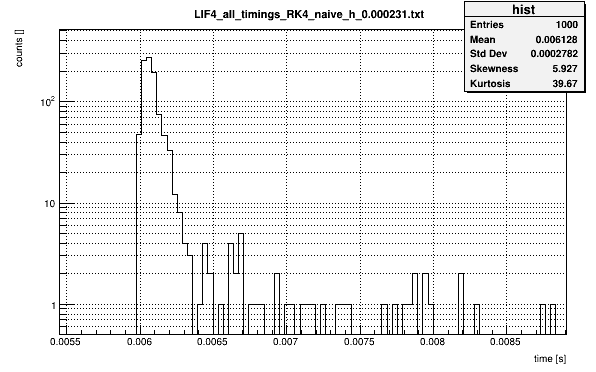 LIF4_all_timings_RK4_naive_h_0.000231.txt
hist
Entries 1000
Mean 0.006128
Std Dev 0.0002782
Skewness 5.927
Kurtosis 39.67
counts []
10²
10
1
0.0055 0.006 0.0065 0.007 0.0075 0.008 0.0085
time [s]